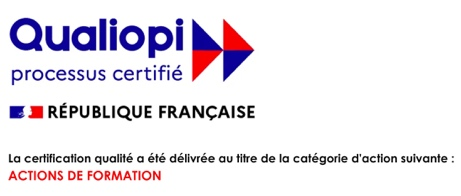 Qualiopi
processus certifié
RÉPUBLIQUE FRANÇAISE
La certification qualité a été délivrée au titre de la catégorie d'action suivante :
ACTIONS DE FORMATION